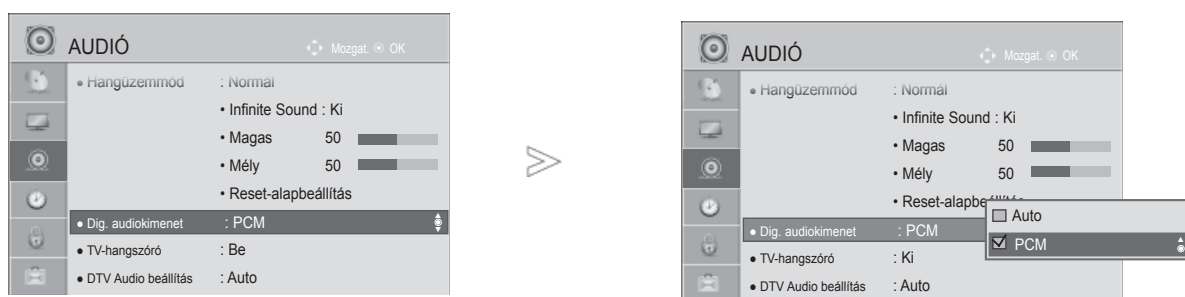 AUDIÓ Mozgat. OK
• Hangüzemmód : Normál
• Infinite Sound : Ki
• Magas 50
• Mély 50
• Reset-alapbeállítás
• Dig. audiokimenet : PCM
• TV-hangszóró : Be
• DTV Audio beállítás : Auto
AUDIÓ Mozgat. OK
• Hangüzemmód : Normál
• Infinite Sound : Ki
• Magas 50
• Mély 50
• Reset-alapbeállítás
Auto
• Dig. audiokimenet : PCM
PCM
• TV-hangszóró : Ki
• DTV Audio beállítás : Auto